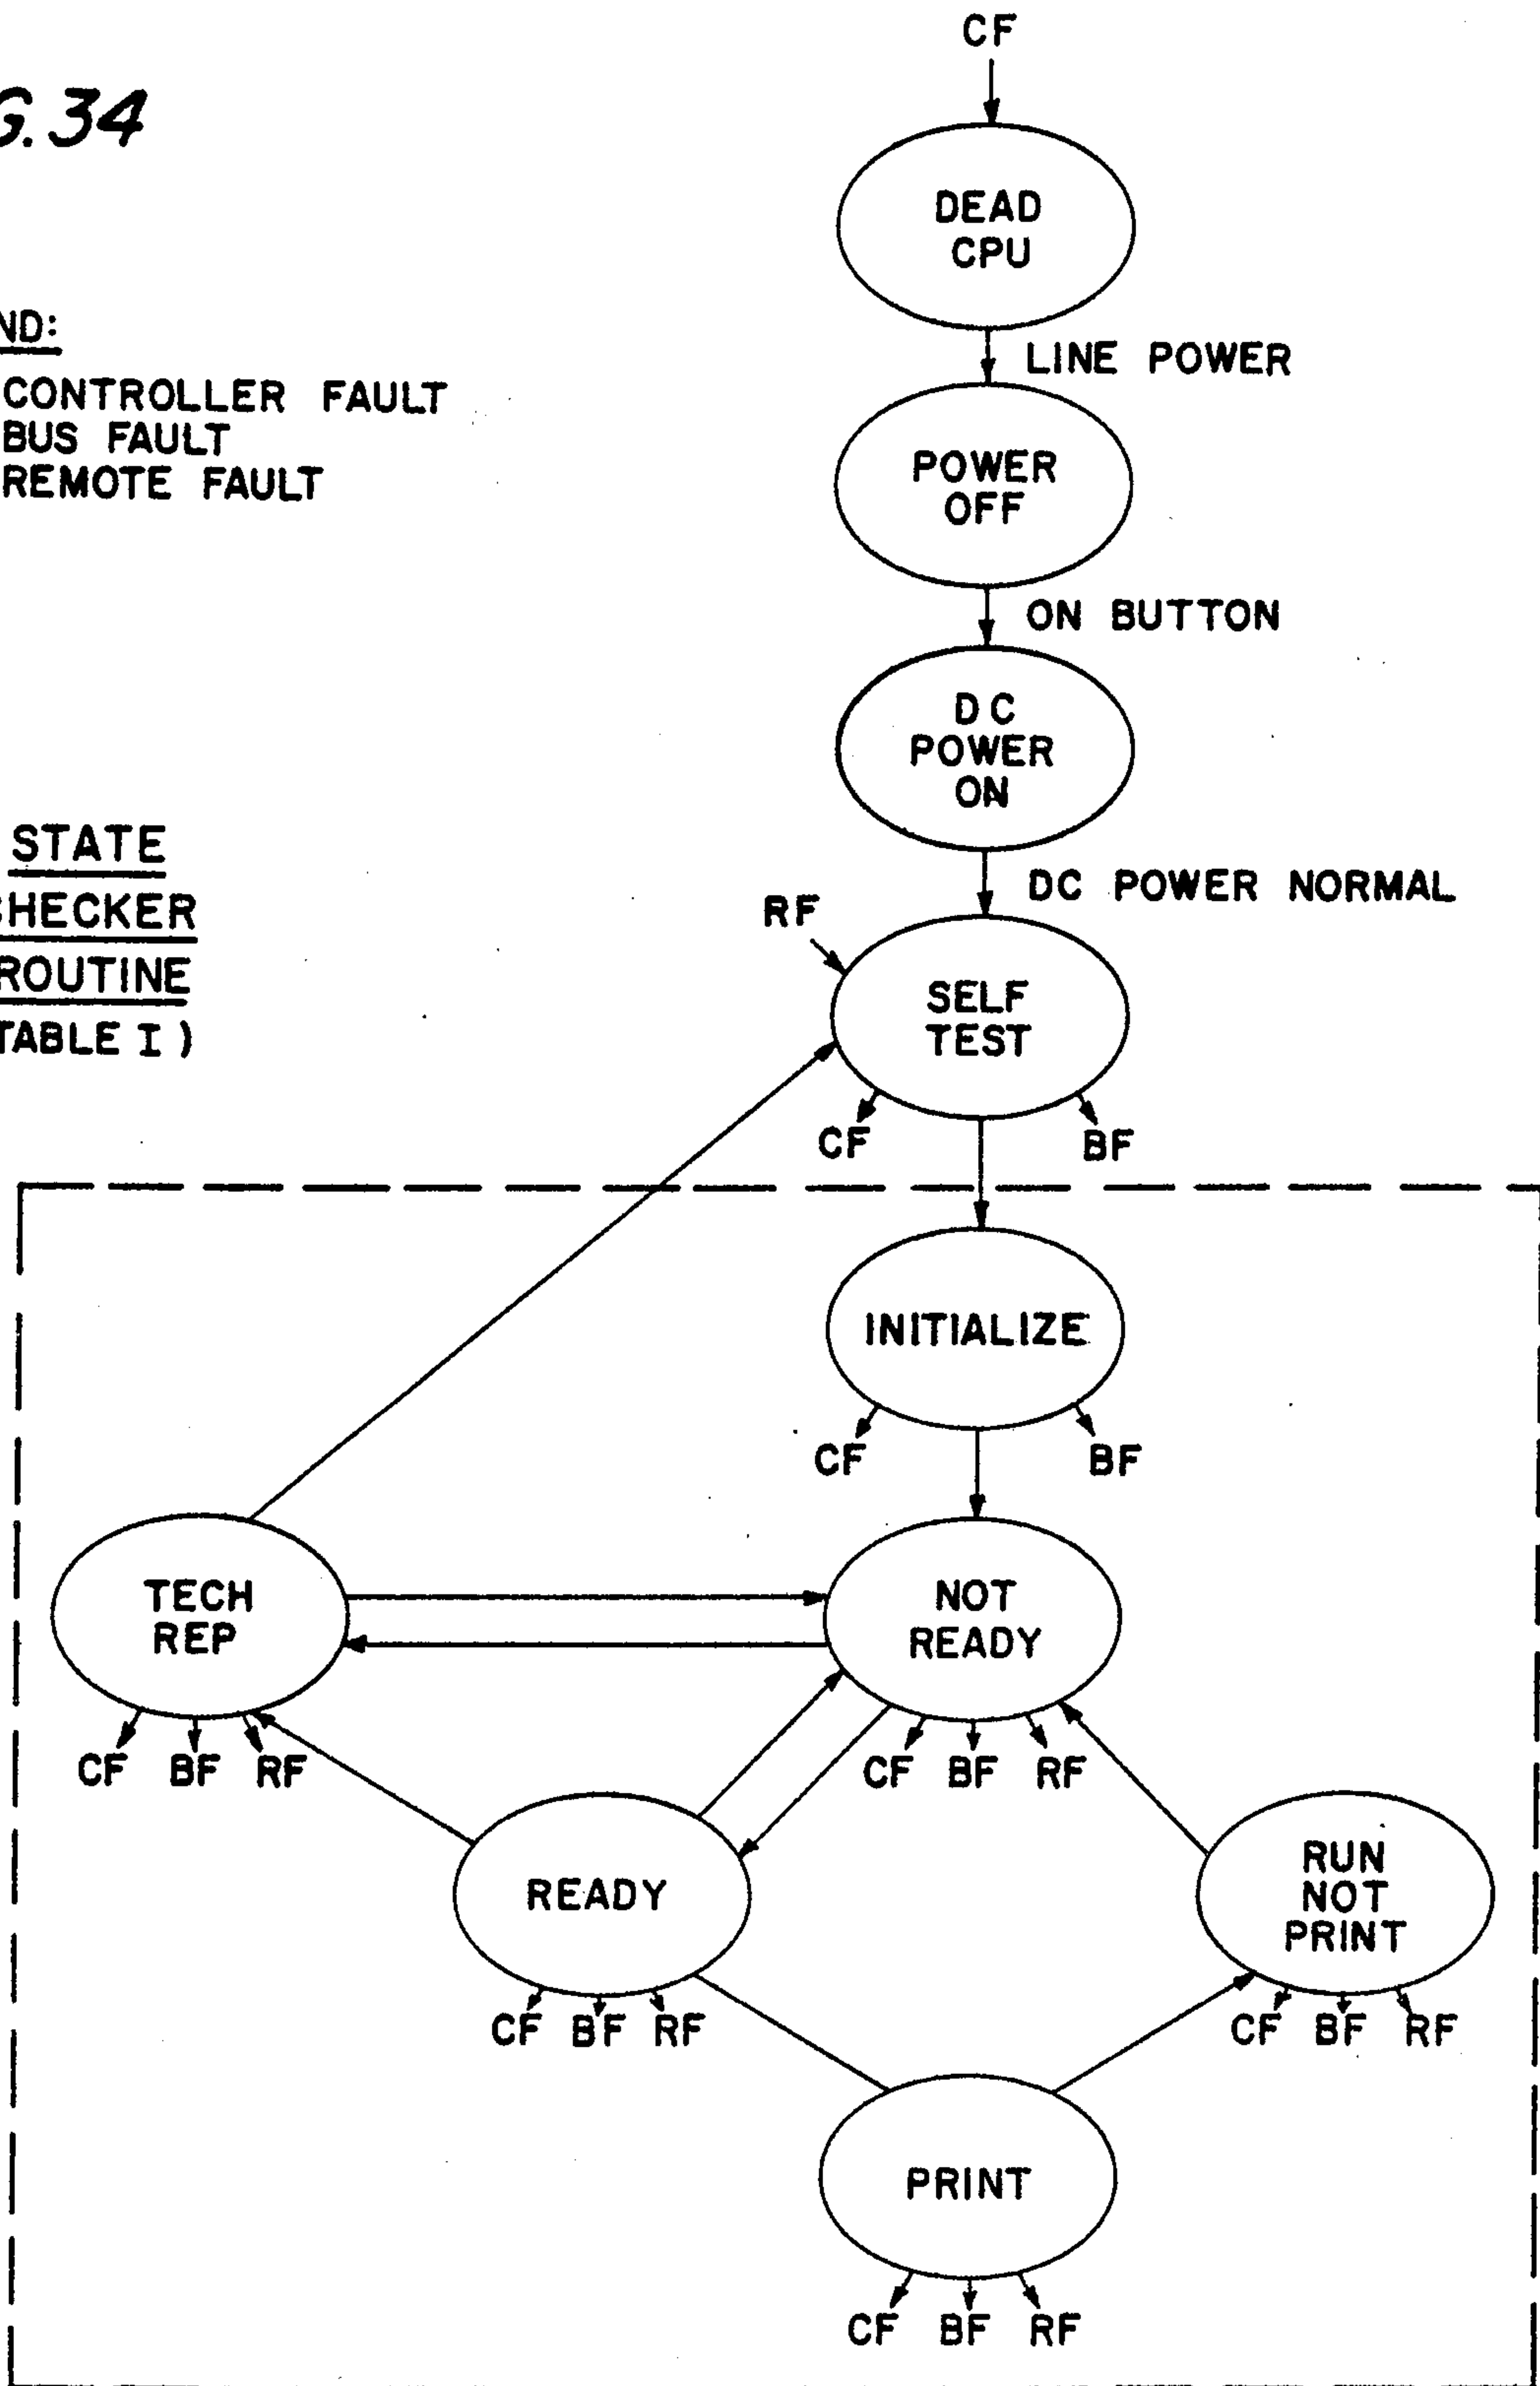 CF
G.34
DEAD
CPU
ND:
CONTROLLER FAULT
BUS FAULT
REMOTE FAULT
LINE POWER
POWER
OFF
ON BUTTON
DC
POWER
ON
STATE
CHECKER
ROUTINE
TABLE I )
DC POWER NORMAL
RF
SELF
TEST
CF
BF
INITIALIZE
CF
BF
TECH
REP
NOT
READY
CF BF RF
CF BF RF
READY
RUN
NOT
PRINT
CF BF RF
CF BF RF
PRINT
CF BF RF